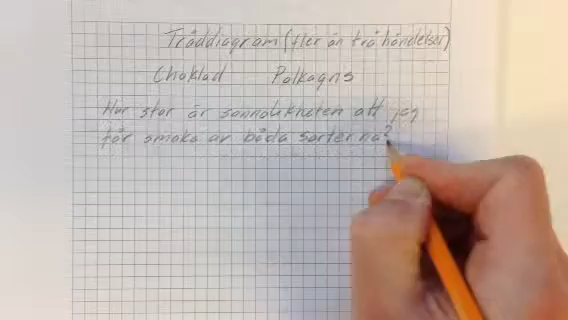 Träddiagram (fler än två händelser)
Choklad Polkagris
Hur stor är sannolikheten att jag
får smaka av båda sorterna?